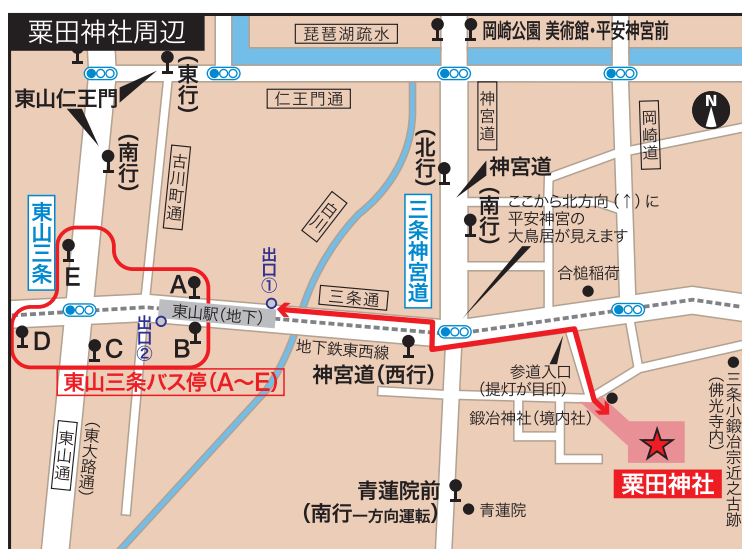 粟田神社周辺
琵琶湖疏水
岡崎公園 美術館・平安神宮前
東山仁王門
(東行)
仁王門通
神宮道
岡崎道
N
(南行)
古川町通
白川
(北行)
神宮道
(南行)
ここから北方向(↑)に
平安神宮の
大鳥居が見えます
東山三条
三条神宮道
E
A
出口①
三条通
合槌稲荷
東山駅(地下)
出口②
D
C
B
地下鉄東西線
神宮道(西行)
参道入口
(提灯が目印)
東山三条バス停(A〜E)
鍛冶神社(境内社)
三条小鍛冶宗近之古跡
(佛光寺内)
東山通
(東大路通)
粟田神社
青蓮院前
(南行一方向運転)
青蓮院